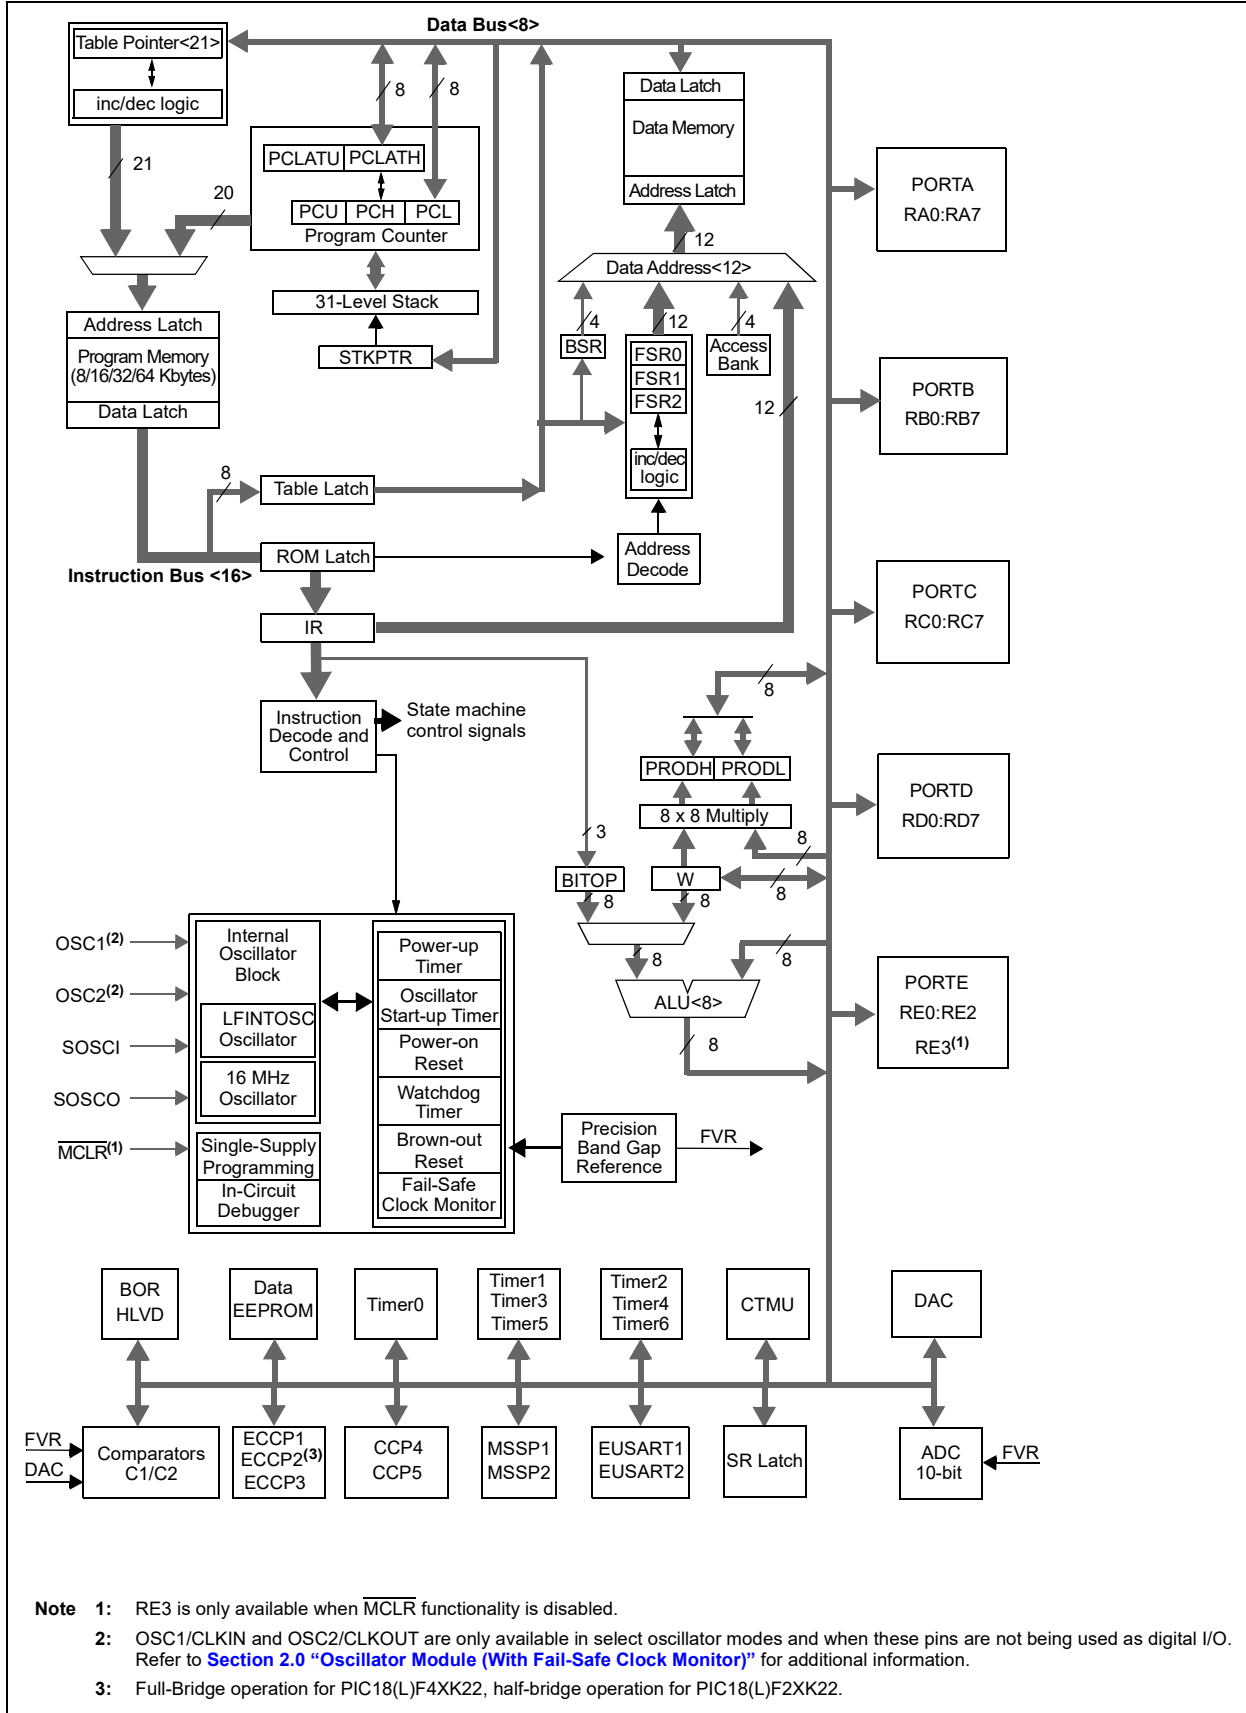 Data Bus<8>
Table Pointer<21>
inc/dec logic
21
20
8
8
PCLATU PCLATH
PCU PCH PCL
Program Counter
31-Level Stack
STKPTR
Data Latch
Data Memory
Address Latch
12
Data Address<12>
4
12
4
BSR
FSR0
FSR1
FSR2
inc/dec
logic
Access
Bank
12
Address
Decode
Address Latch
Program Memory
(8/16/32/64 Kbytes)
Data Latch
8
Table Latch
ROM Latch
Instruction Bus <16>
IR
Instruction
Decode and
Control
State machine
control signals
8
PRODH PRODL
8 x 8 Multiply
3
8
BITOP
W
8
8
8
8
8
ALU<8>
8
PORTA
RA0:RA7
PORTB
RB0:RB7
PORTC
RC0:RC7
PORTD
RD0:RD7
PORTE
RE0:RE2
RE3(1)
OSC1(2)
OSC2(2)
SOSCI
SOSCO
MCLR(1)
Internal
Oscillator
Block
LFINTOSC
Oscillator
16 MHz
Oscillator
Single-Supply
Programming
In-Circuit
Debugger
Power-up
Timer
Oscillator
Start-up Timer
Power-on
Reset
Watchdog
Timer
Brown-out
Reset
Fail-Safe
Clock Monitor
Precision
Band Gap
Reference
FVR
BOR
HLVD
Data
EEPROM
Timer0
Timer1
Timer3
Timer5
Timer2
Timer4
Timer6
CTMU
DAC
FVR
DAC
Comparators
C1/C2
ECCP1
ECCP2(3)
ECCP3
CCP4
CCP5
MSSP1
MSSP2
EUSART1
EUSART2
SR Latch
ADC
10-bit
FVR
Note 1: RE3 is only available when MCLR functionality is disabled.
2: OSC1/CLKIN and OSC2/CLKOUT are only available in select oscillator modes and when these pins are not being used as digital I/O.
Refer to Section 2.0 “Oscillator Module (With Fail-Safe Clock Monitor)” for additional information.
3: Full-Bridge operation for PIC18(L)F4XK22, half-bridge operation for PIC18(L)F2XK22.